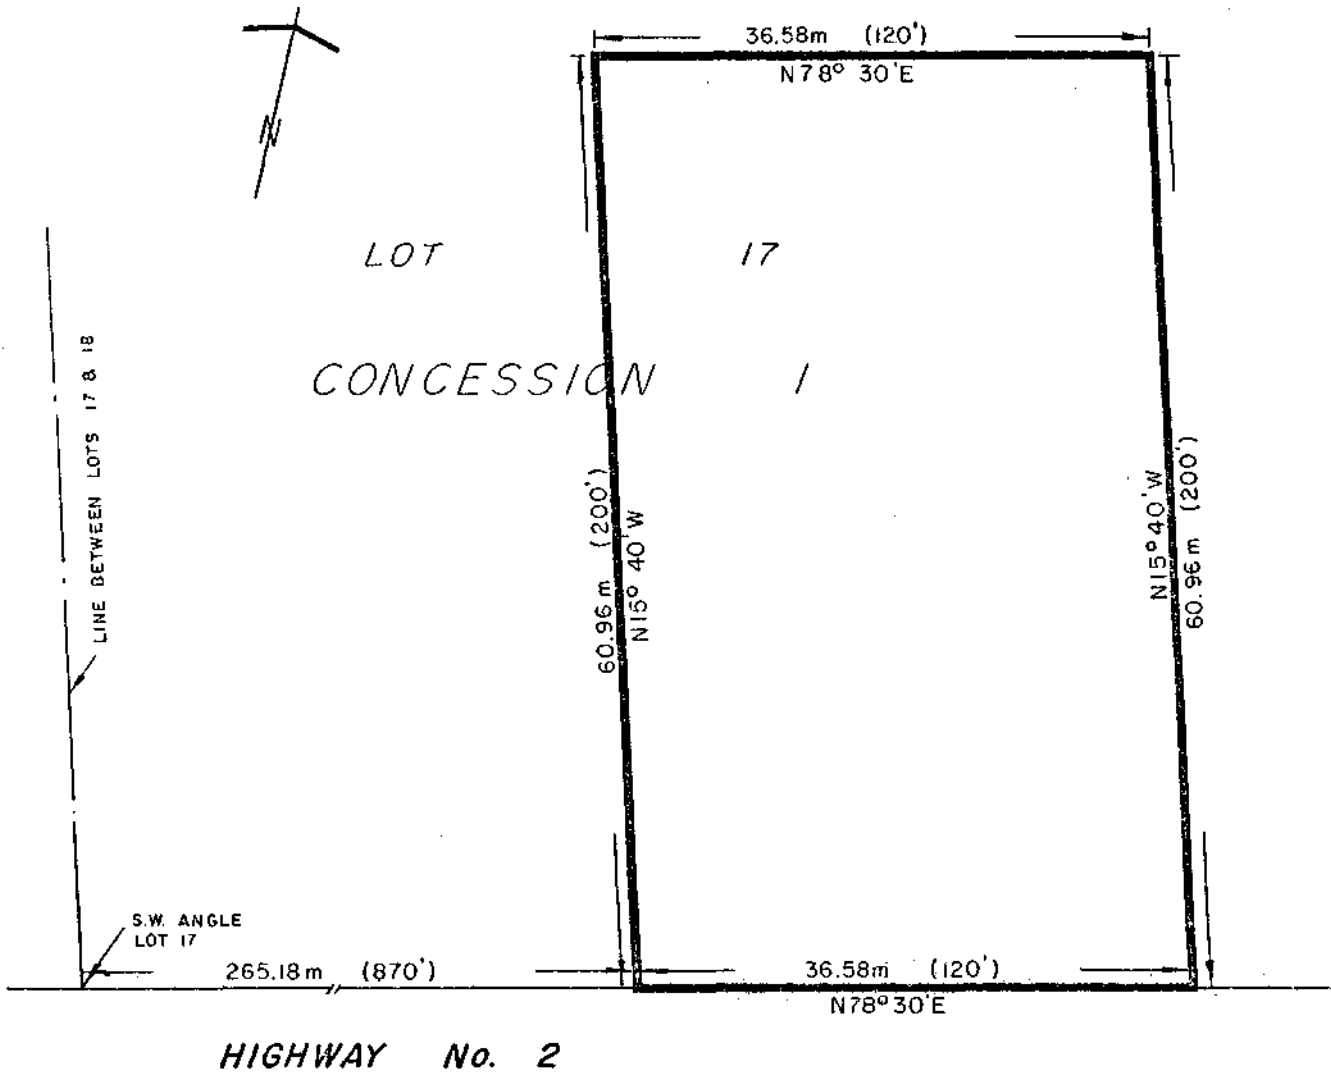 36.58m (120')
N78° 30'E
N
LOT 17
CONCESSION 1
LINE BETWEEN LOTS 17 & 18
60.96m (200')
N15° 40'W
N15° 40'W
60.96m (200')
S.W. ANGLE
LOT 17
265.18m (870')
36.58m (120')
N78° 30'E
HIGHWAY No. 2